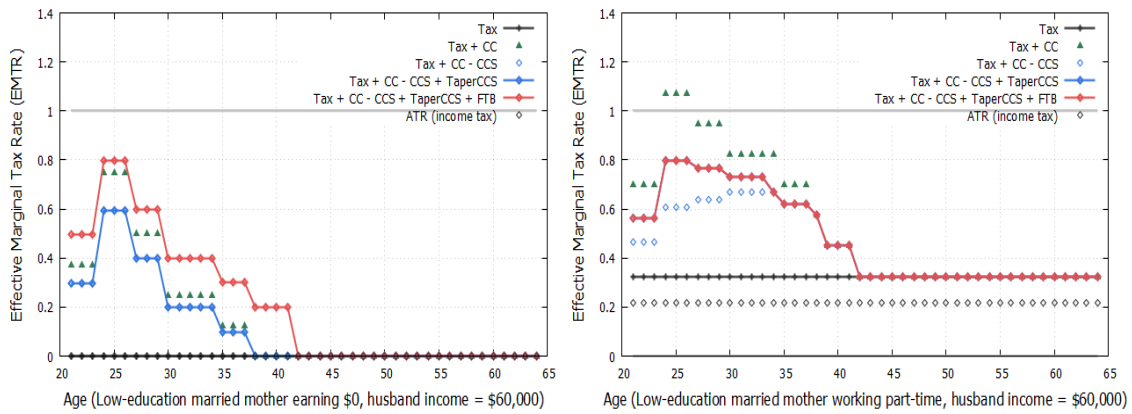 Effective Marginal Tax Rate (EMTR)
1.4
1.2
1
0.8
0.6
0.4
0.2
0
Tax
Tax + CC
Tax + CC - CCS
Tax + CC - CCS + TaperCCS
Tax + CC - CCS + TaperCCS + FTB
ATR (income tax)
20 25 30 35 40 45 50 55 60 65
Age (Low-education married mother earning $0, husband income = $60,000)
Effective Marginal Tax Rate (EMTR)
1.4
1.2
1
0.8
0.6
0.4
0.2
0
Tax
Tax + CC
Tax + CC - CCS
Tax + CC - CCS + TaperCCS
Tax + CC - CCS + TaperCCS + FTB
ATR (income tax)
20 25 30 35 40 45 50 55 60 65
Age (Low-education married mother working part-time, husband income = $60,000)